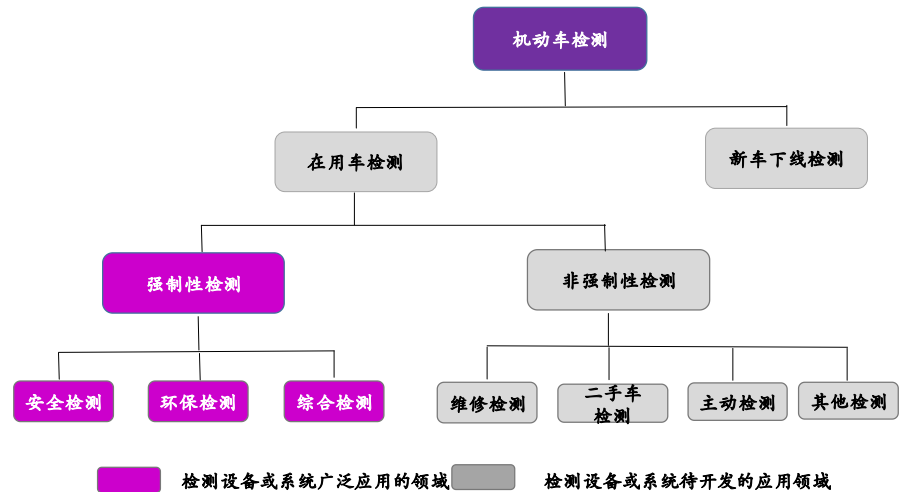 机动车检测
在用车检测
新车下线检测
强制性检测
非强制性检测
安全检测
环保检测
综合检测
维修检测
二手车
检测
主动检测
其他检测
检测设备或系统广泛应用的领域
检测设备或系统待开发的应用领域